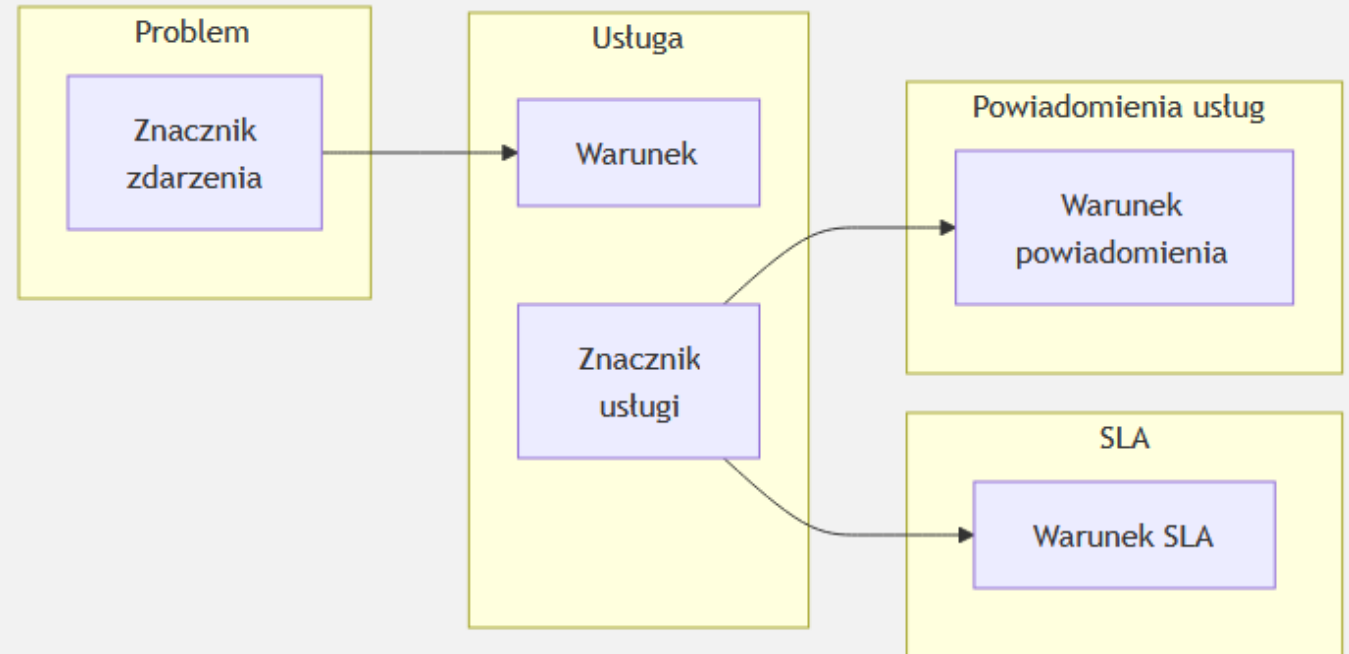 Problem
Znacznik
zdarzenia
Usługa
Warunek
Znacznik
usługi
Powiadomienia usług
Warunek
powiadomienia
SLA
Warunek SLA